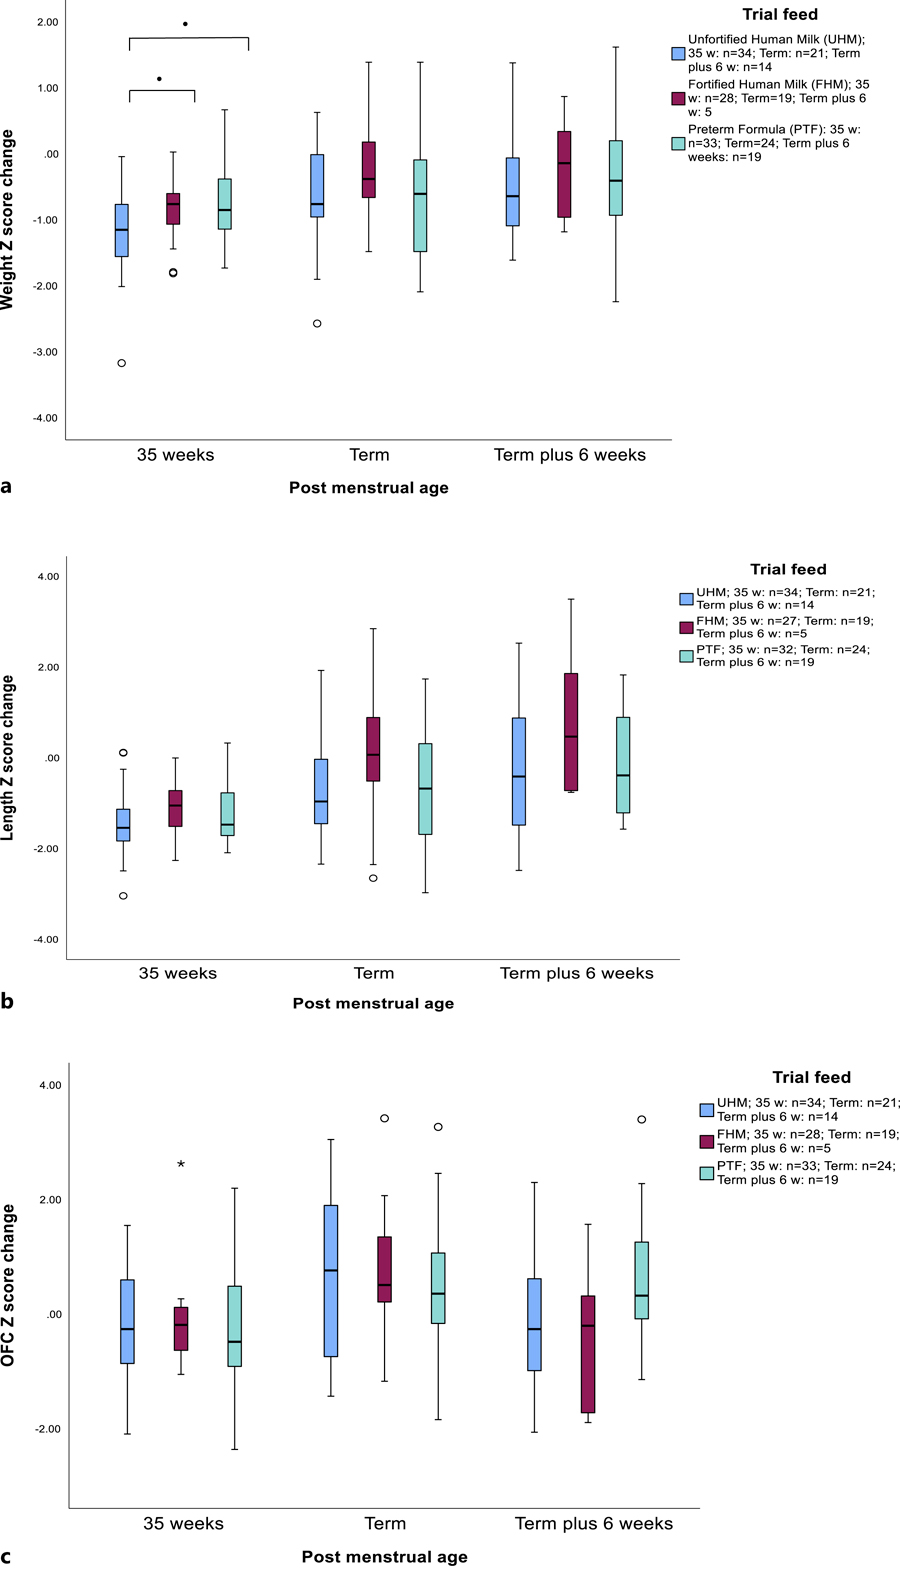 Trial feed
Unfortified Human Milk (UHM);
35 w: n=34; Term: n=21; Term
plus 6 w: n=14
Fortified Human Milk (FHM); 35
w: n=28; Term=19; Term plus 6
w: 5
Preterm Formula (PTF): 35 w:
n=33; Term=24; Term plus 6
weeks: n=19
Weight Z score change
2.00
1.00
.00
-1.00
-2.00
-3.00
-4.00
35 weeks
Term
Term plus 6 weeks
Post menstrual age
a
Trial feed
UHM; 35 w: n=34; Term: n=21;
Term plus 6 w: n=14
FHM; 35 w: n=27; Term: n=19;
Term plus 6 w: n=5
PTF; 35 w: n=32; Term: n=24;
Term plus 6 w: n=19
Length Z score change
4.00
2.00
.00
-2.00
-4.00
35 weeks
Term
Term plus 6 weeks
Post menstrual age
b
Trial feed
UHM; 35 w: n=34; Term: n=21;
Term plus 6 w: n=14
FHM; 35 w: n=28; Term: n=19;
Term plus 6 w: n=5
PTF; 35 w: n=33; Term: n=24;
Term plus 6 w: n=19
OFC Z score change
4.00
2.00
.00
-2.00
35 weeks
Term
Term plus 6 weeks
Post menstrual age
c